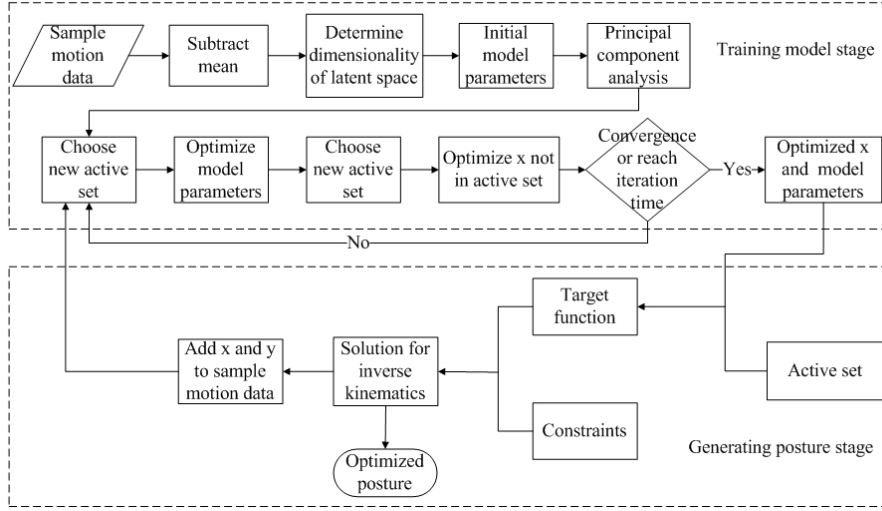 Sample
motion
data
Subtract
mean
Determine
dimensionality
of latent space
Initial
model
parameters
Principal
component
analysis
Training model stage
Choose
new active
set
Optimize
model
parameters
Choose
new active
set
Optimize x not
in active set
Convergence
or reach
iteration
time
Yes
Optimized x
and model
parameters
No
Target
function
Add x and y
to sample
motion data
Solution for
inverse
kinematics
Active set
Constraints
Generating posture stage
Optimized
posture